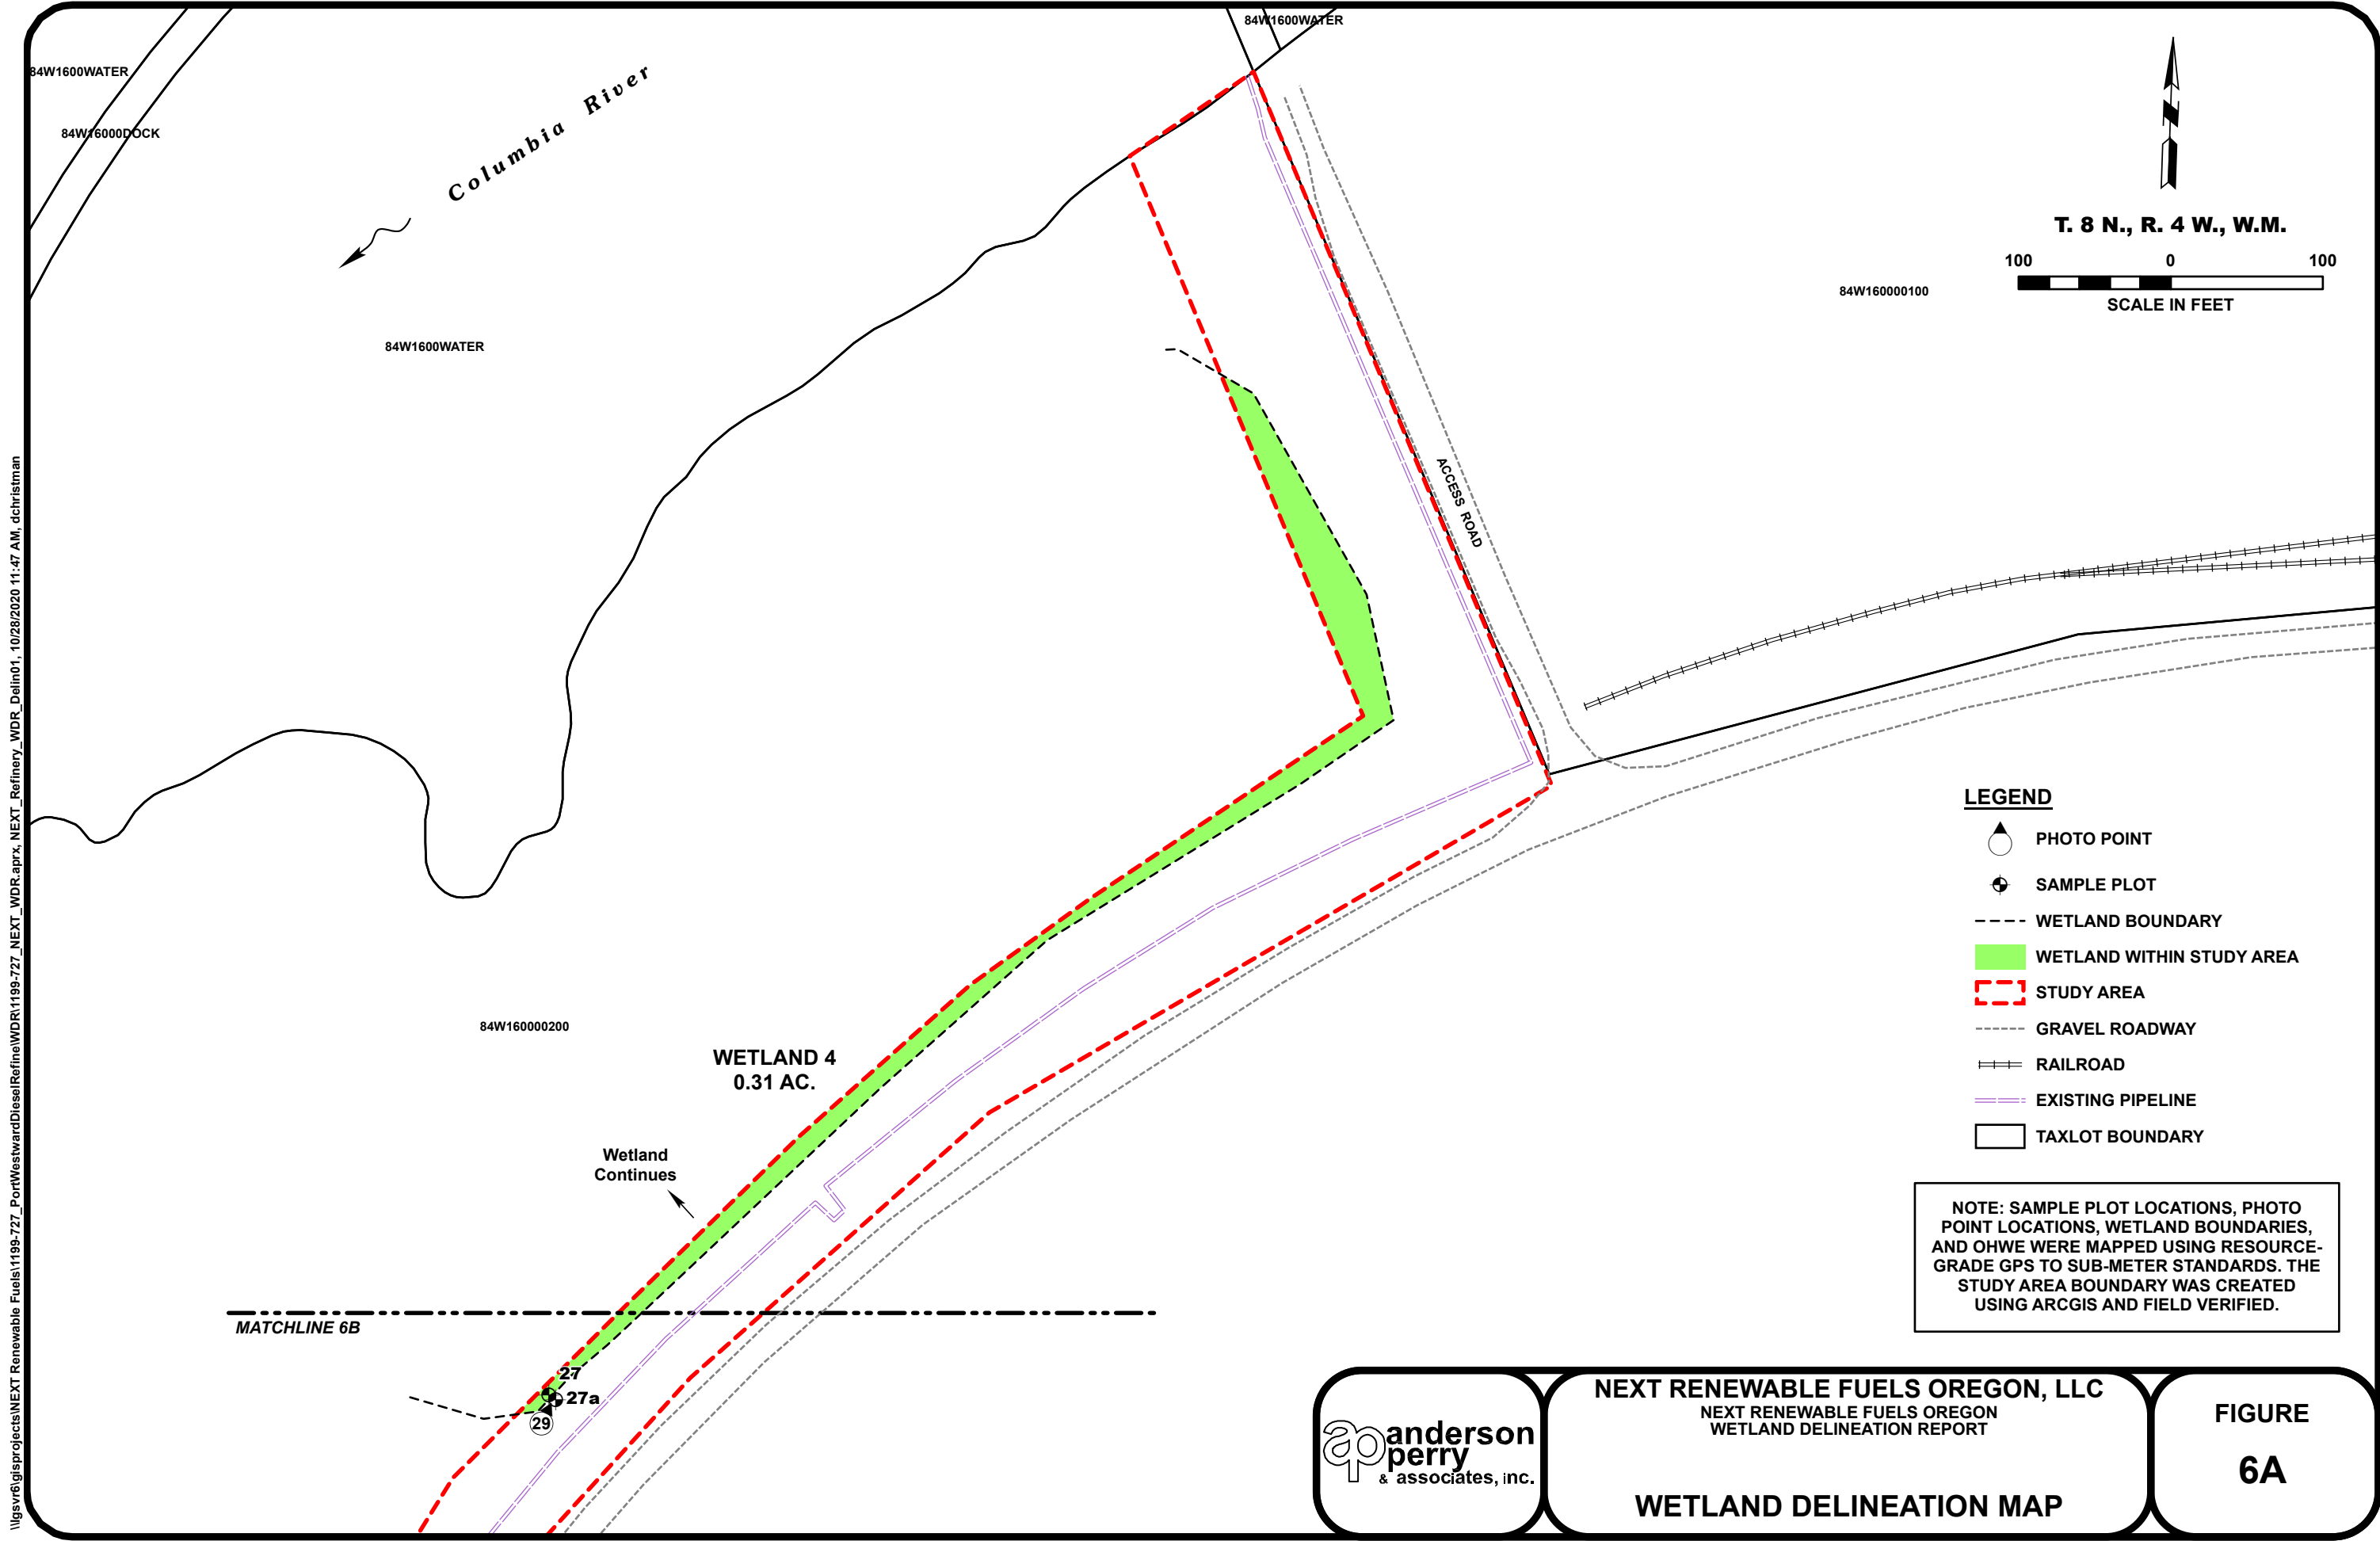 84W1600WATER
84W1600WATER
84W16000DOCK
Columbia River
84W1600WATER
T. 8 N., R. 4 W., W.M.
100 0 100
SCALE IN FEET
84W160000100
ACCESS ROAD
84W160000200
WETLAND 4
0.31 AC.
Wetland
Continues
MATCHLINE 6B
27
27a
29
LEGEND
PHOTO POINT
SAMPLE PLOT
WETLAND BOUNDARY
WETLAND WITHIN STUDY AREA
STUDY AREA
GRAVEL ROADWAY
RAILROAD
EXISTING PIPELINE
TAXLOT BOUNDARY
NOTE: SAMPLE PLOT LOCATIONS, PHOTO
POINT LOCATIONS, WETLAND BOUNDARIES,
AND OHWE WERE MAPPED USING RESOURCE-
GRADE GPS TO SUB-METER STANDARDS. THE
STUDY AREA BOUNDARY WAS CREATED
USING ARCGIS AND FIELD VERIFIED.
ap anderson
perry
& associates, inc.
NEXT RENEWABLE FUELS OREGON, LLC
NEXT RENEWABLE FUELS OREGON
WETLAND DELINEATION REPORT
WETLAND DELINEATION MAP
FIGURE
6A
\\lgsvr6\gisprojects\NEXT Renewable Fuels\1199-727_PortWestwardDieselRefine\WDR\1199-727_NEXT_WDR.aprx, NEXT_Refinery_WDR_Delin01, 10/28/2020 11:47 AM, dchristman